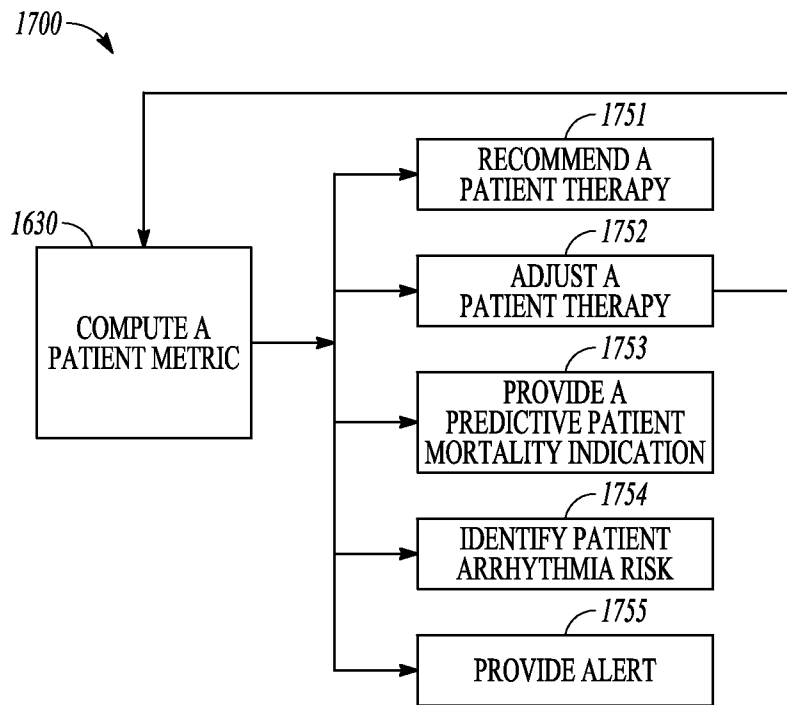 1700
1751
RECOMMEND A
PATIENT THERAPY
1630
COMPUTE A
PATIENT METRIC
1752
ADJUST A
PATIENT THERAPY
1753
PROVIDE A
PREDICTIVE PATIENT
MORTALITY INDICATION
1754
IDENTIFY PATIENT
ARRHYTHMIA RISK
1755
PROVIDE ALERT